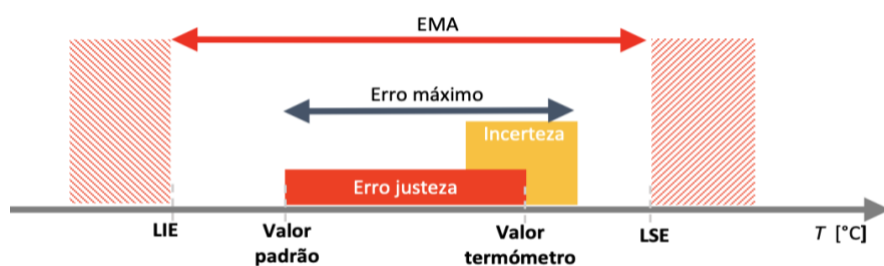 EMA
Erro máximo
Incerteza
Erro justeza
LIE
Valor
padrão
Valor
termómetro
LSE
T [°C]